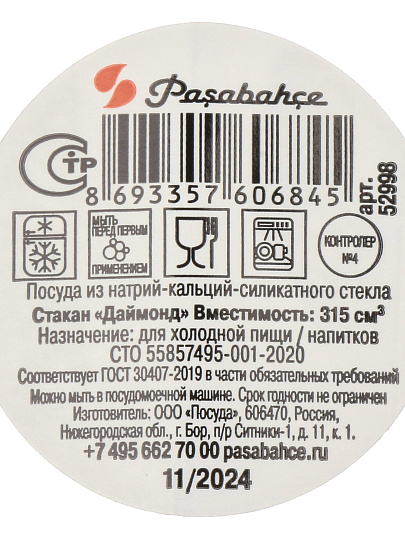 Paşabahçe
СТР
8 693357 606845
арт. 52998
МЫТЬ
ПЕРЕД ПЕРВЫМ
ПРИМЕНЕНИЕМ
КОНТРОЛЕР
№4
Посуда из натрий-кальций-силикатного стекла
Стакан «Даймонд» Вместимость: 315 см³
Назначение: для холодной пищи / напитков
СТО 55857495-001-2020
Соответствует ГОСТ 30407-2019 в части обязательных требований
Можно мыть в посудомоечной машине. Срок годности не ограничен
Изготовитель: ООО «Посуда», 606470, Россия,
Нижегородская обл., г. Бор, п/р Ситники-1, д. 11, к. 1.
+7 495 662 70 00 pasabahce.ru
11/2024